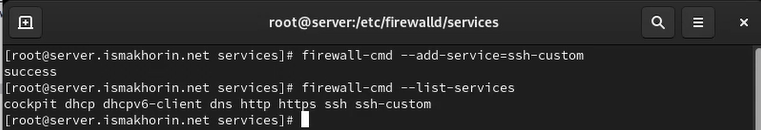 root@server:/etc/firewalld/services
[root@server.ismakhorin.net services]# firewall-cmd --add-service=ssh-custom
success
[root@server.ismakhorin.net services]# firewall-cmd --list-services
cockpit dhcp dhcpv6-client dns http https ssh ssh-custom
[root@server.ismakhorin.net services]#